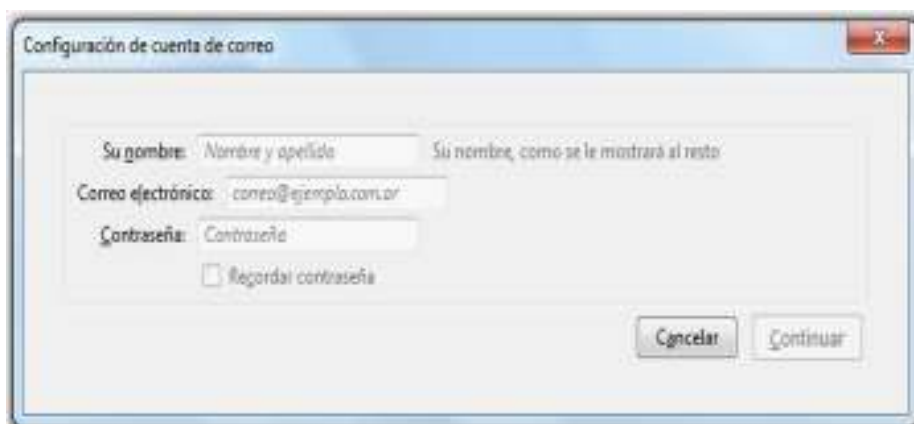 Configuración de cuenta de correo
X
Su nombre: Nombre y apellido Su nombre, como se le mostrará al resto
Correo electrónico: correo@ejemplo.com.ar
Contraseña: Contraseña
Recordar contraseña
Cancelar Continuar